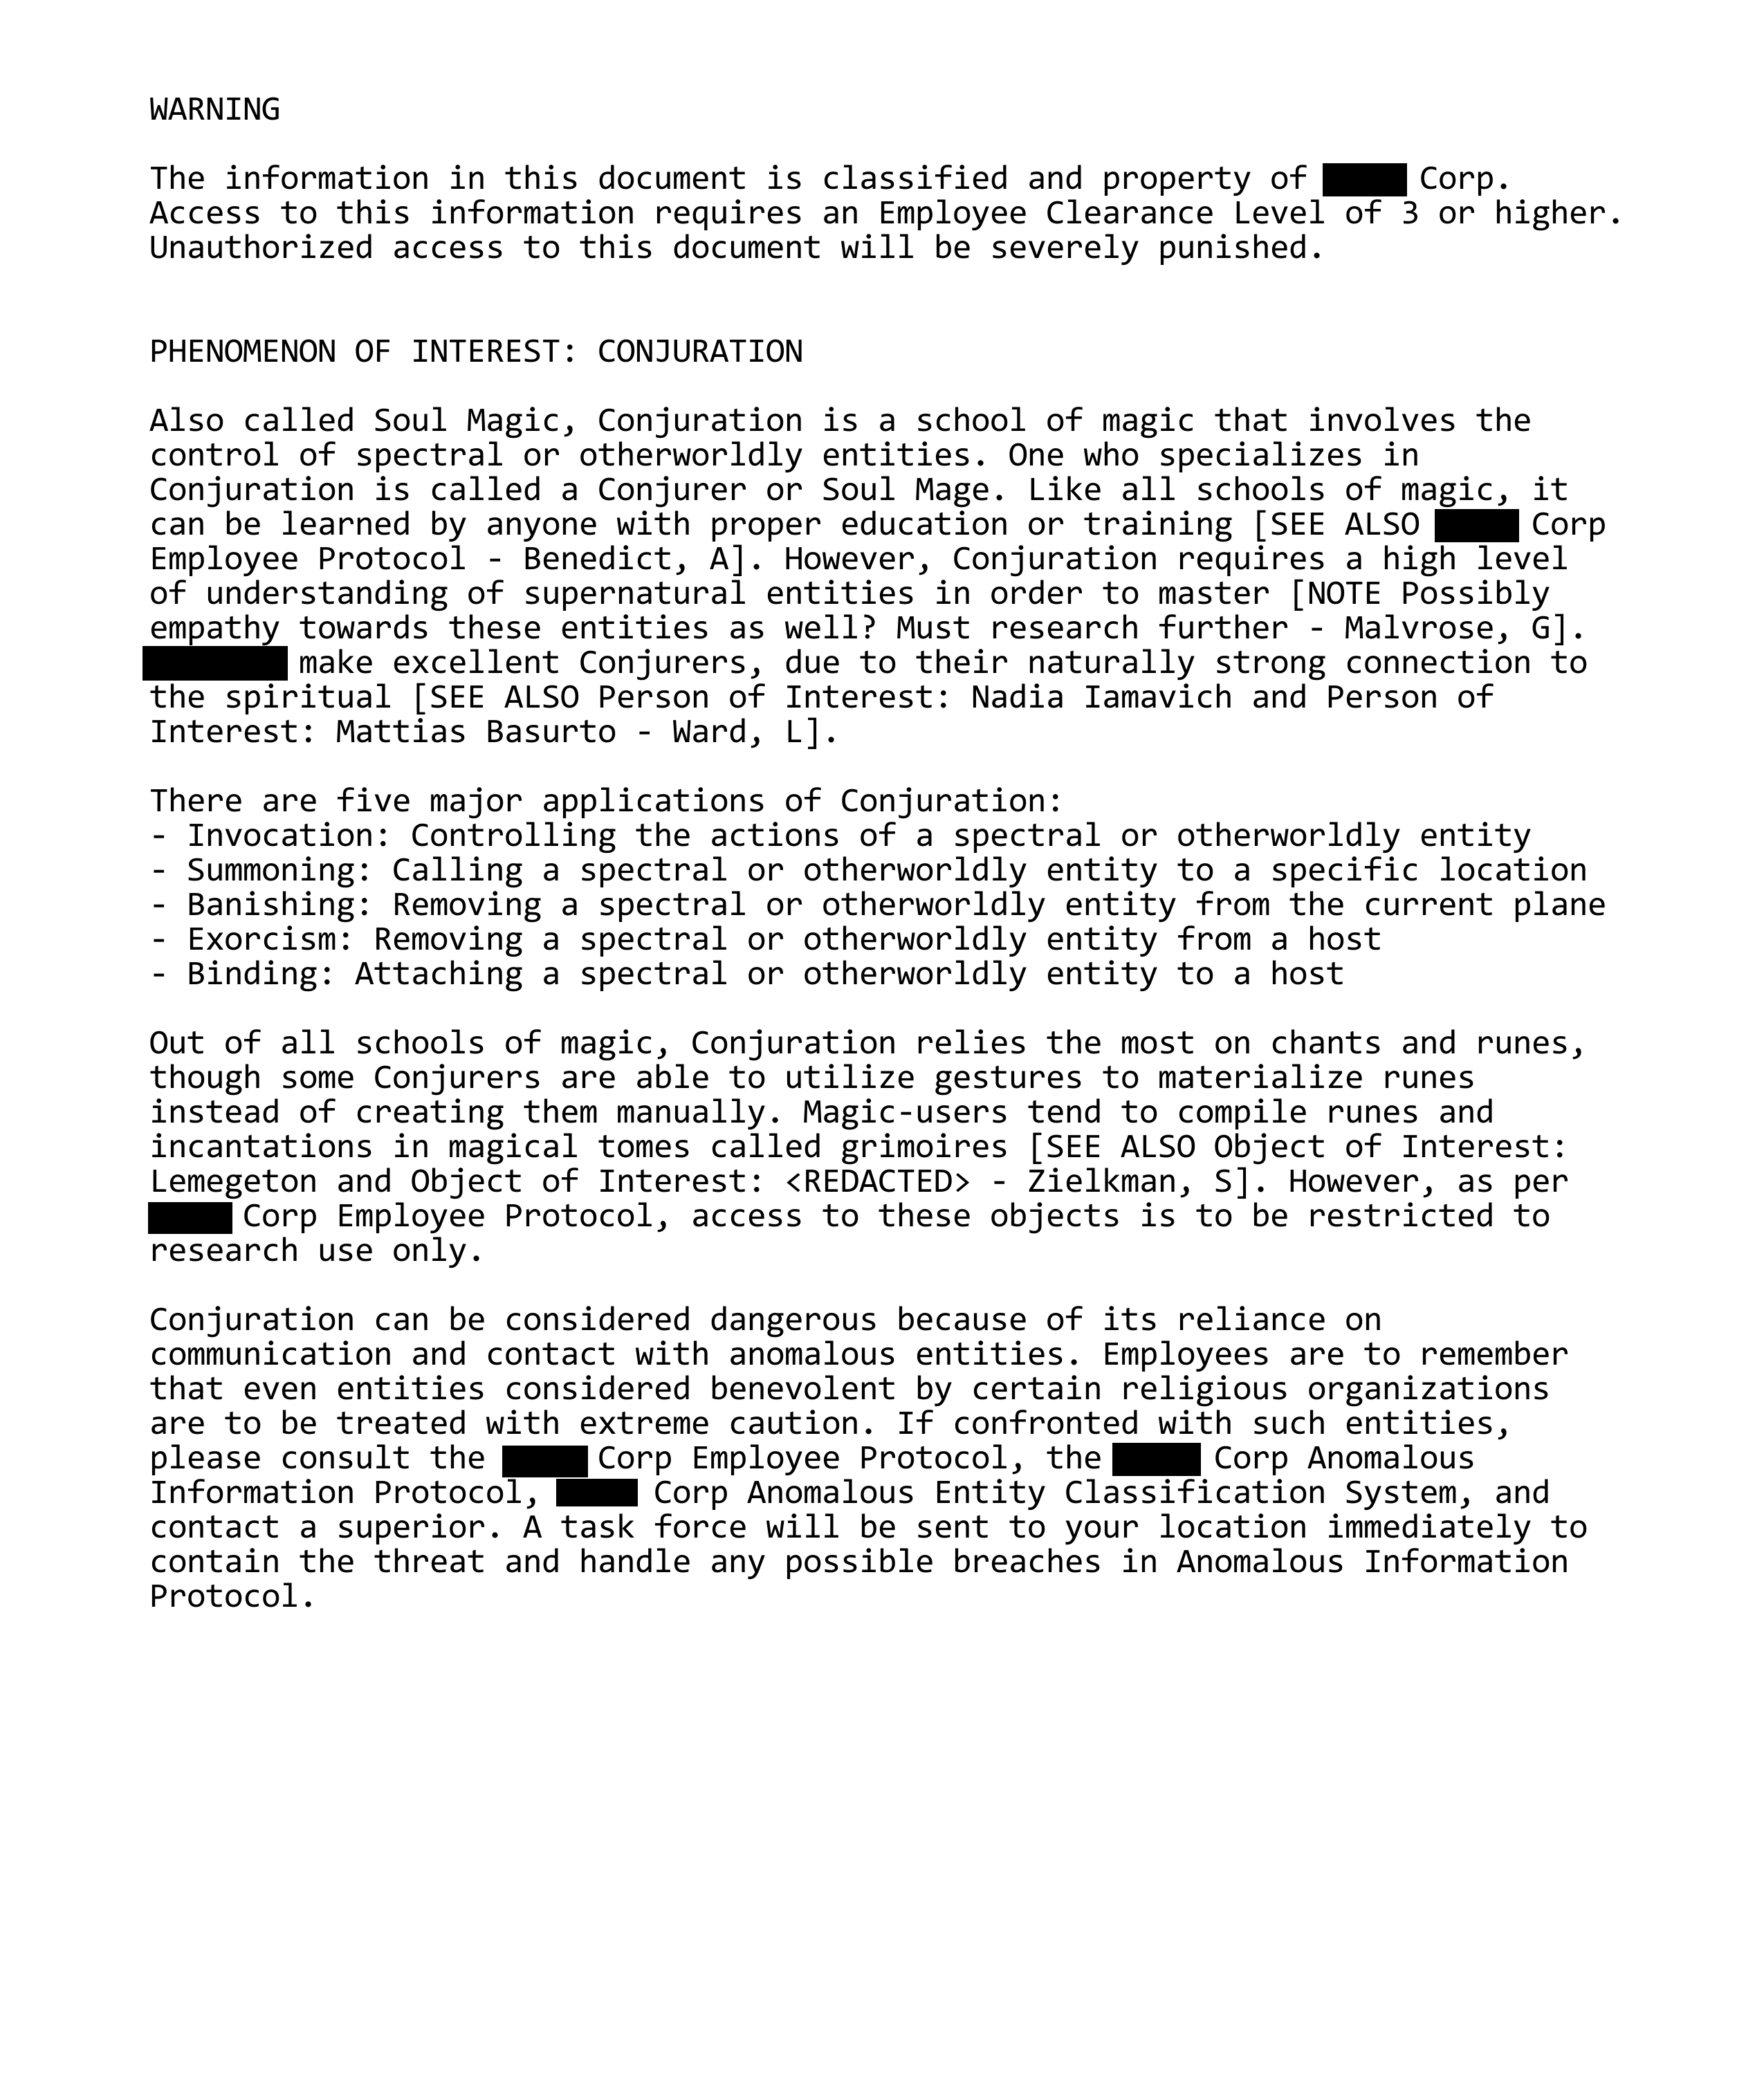 WARNING
The information in this document is classified and property of Corp.
Access to this information requires an Employee Clearance Level of 3 or higher.
Unauthorized access to this document will be severely punished.
PHENOMENON OF INTEREST: CONJURATION
Also called Soul Magic, Conjuration is a school of magic that involves the
control of spectral or otherworldly entities. One who specializes in
Conjuration is called a Conjurer or Soul Mage. Like all schools of magic, it
can be learned by anyone with proper education or training [SEE ALSO Corp
Employee Protocol - Benedict, A]. However, Conjuration requires a high level
of understanding of supernatural entities in order to master [NOTE Possibly
empathy towards these entities as well? Must research further - Malvrose, G].
make excellent Conjurers, due to their naturally strong connection to
the spiritual [SEE ALSO Person of Interest: Nadia Iamavich and Person of
Interest: Mattias Basurto - Ward, L].
There are five major applications of Conjuration:
- Invocation: Controlling the actions of a spectral or otherworldly entity
- Summoning: Calling a spectral or otherworldly entity to a specific location
- Banishing: Removing a spectral or otherworldly entity from the current plane
- Exorcism: Removing a spectral or otherworldly entity from a host
- Binding: Attaching a spectral or otherworldly entity to a host
Out of all schools of magic, Conjuration relies the most on chants and runes,
though some Conjurers are able to utilize gestures to materialize runes
instead of creating them manually. Magic-users tend to compile runes and
incantations in magical tomes called grimoires [SEE ALSO Object of Interest:
Lemegeton and Object of Interest: <REDACTED> - Zielkman, S]. However, as per
Corp Employee Protocol, access to these objects is to be restricted to
research use only.
Conjuration can be considered dangerous because of its reliance on
communication and contact with anomalous entities. Employees are to remember
that even entities considered benevolent by certain religious organizations
are to be treated with extreme caution. If confronted with such entities,
please consult the Corp Employee Protocol, the Corp Anomalous
Information Protocol, Corp Anomalous Entity Classification System, and
contact a superior. A task force will be sent to your location immediately to
contain the threat and handle any possible breaches in Anomalous Information
Protocol.